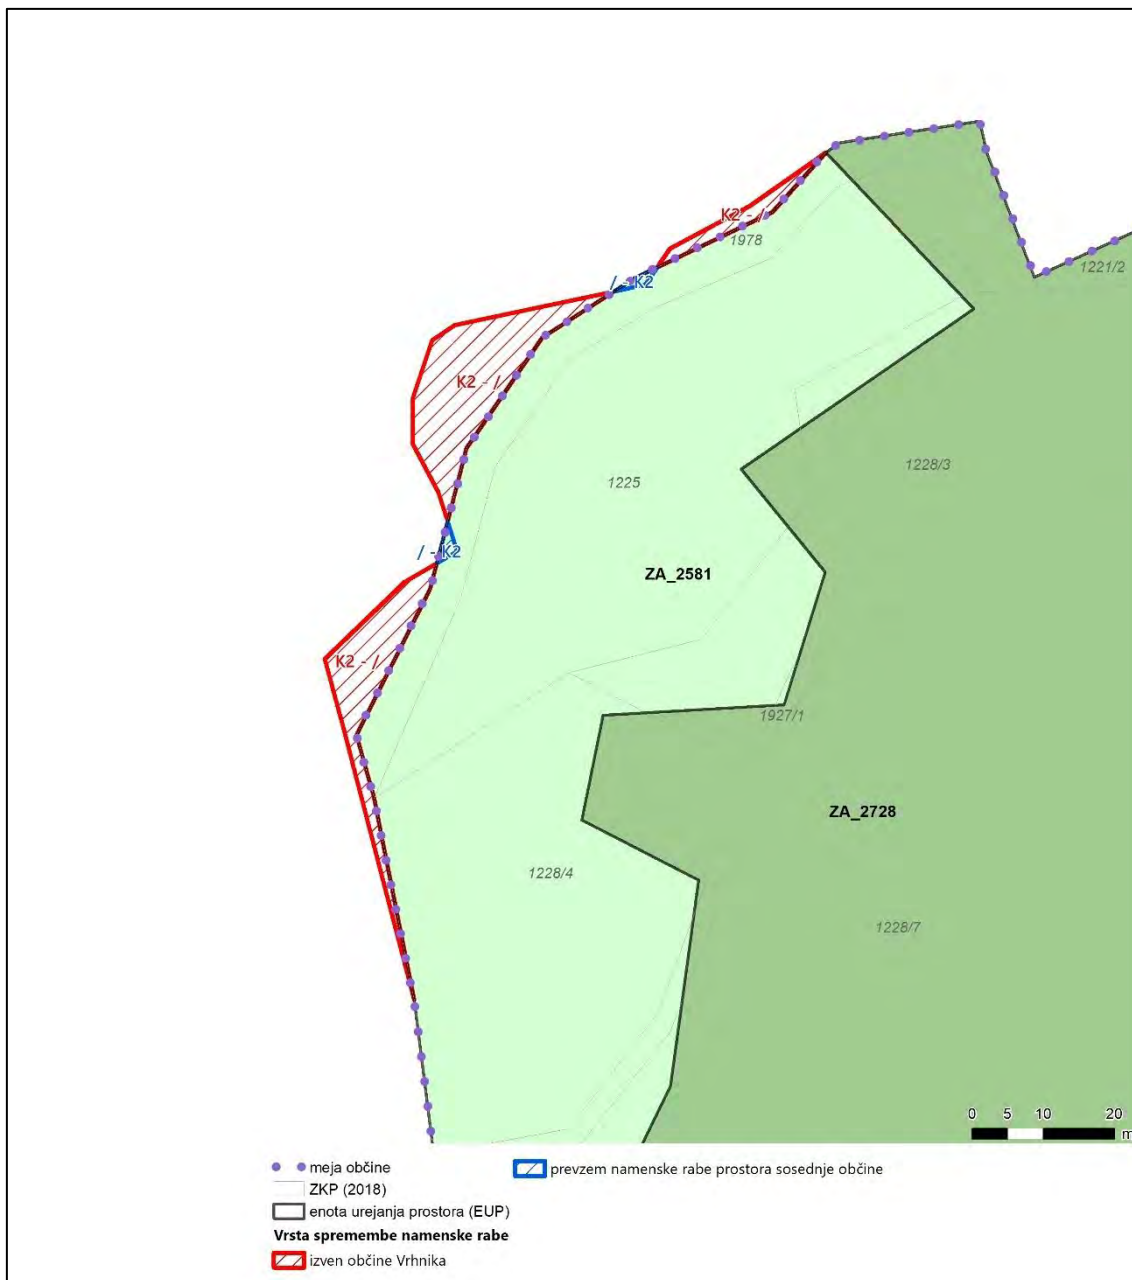 K2 - /
1978
1221/2
/ - K2
K2 - /
1228/3
1225
/ - K2
ZA_2581
K2 - /
1927/1
ZA_2728
1228/4
1228/7
0 5 10 20
m
meja občine
prevzem namenske rabe prostora sosednje občine
ZKP (2018)
enota urejanja prostora (EUP)
Vrsta spremembe namenske rabe
izven občine Vrhnika